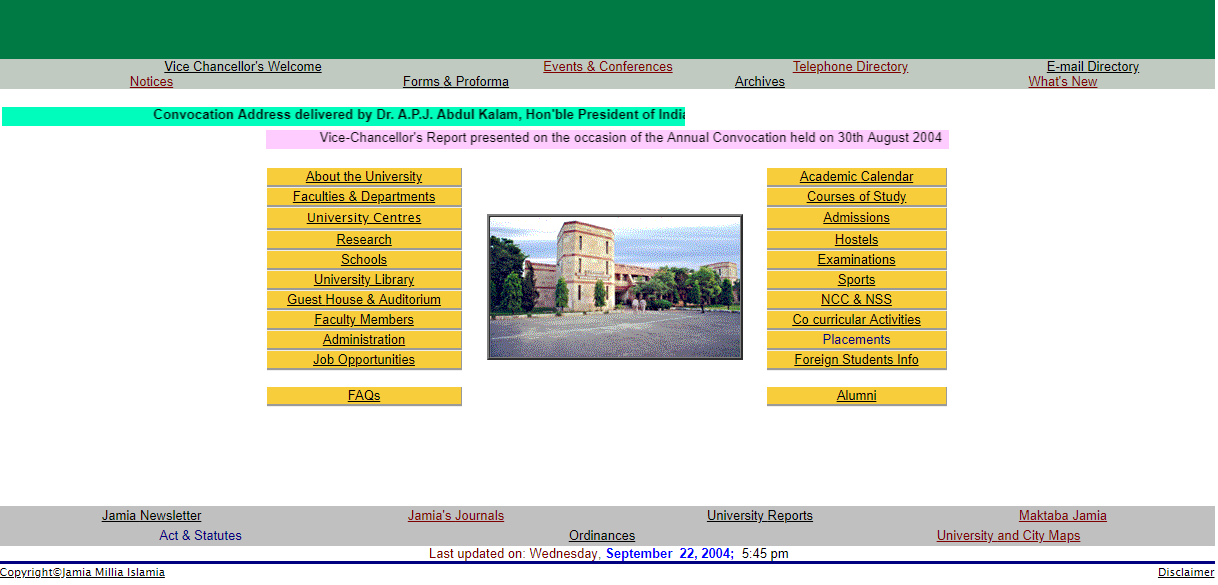 Vice Chancellor's Welcome Events & Conferences Telephone Directory E-mail Directory
Notices Forms & Proforma Archives What's New
Convocation Address delivered by Dr. A.P.J. Abdul Kalam, Hon'ble President of India
Vice-Chancellor's Report presented on the occasion of the Annual Convocation held on 30th August 2004
About the University
Faculties & Departments
University Centres
Research
Schools
University Library
Guest House & Auditorium
Faculty Members
Administration
Job Opportunities
FAQs
Academic Calendar
Courses of Study
Admissions
Hostels
Examinations
Sports
NCC & NSS
Co curricular Activities
Placements
Foreign Students Info
Alumni
Jamia Newsletter Jamia's Journals University Reports Maktaba Jamia
Act & Statutes Ordinances University and City Maps
Last updated on: Wednesday, September 22, 2004; 5:45 pm
Copyright©Jamia Millia Islamia Disclaimer